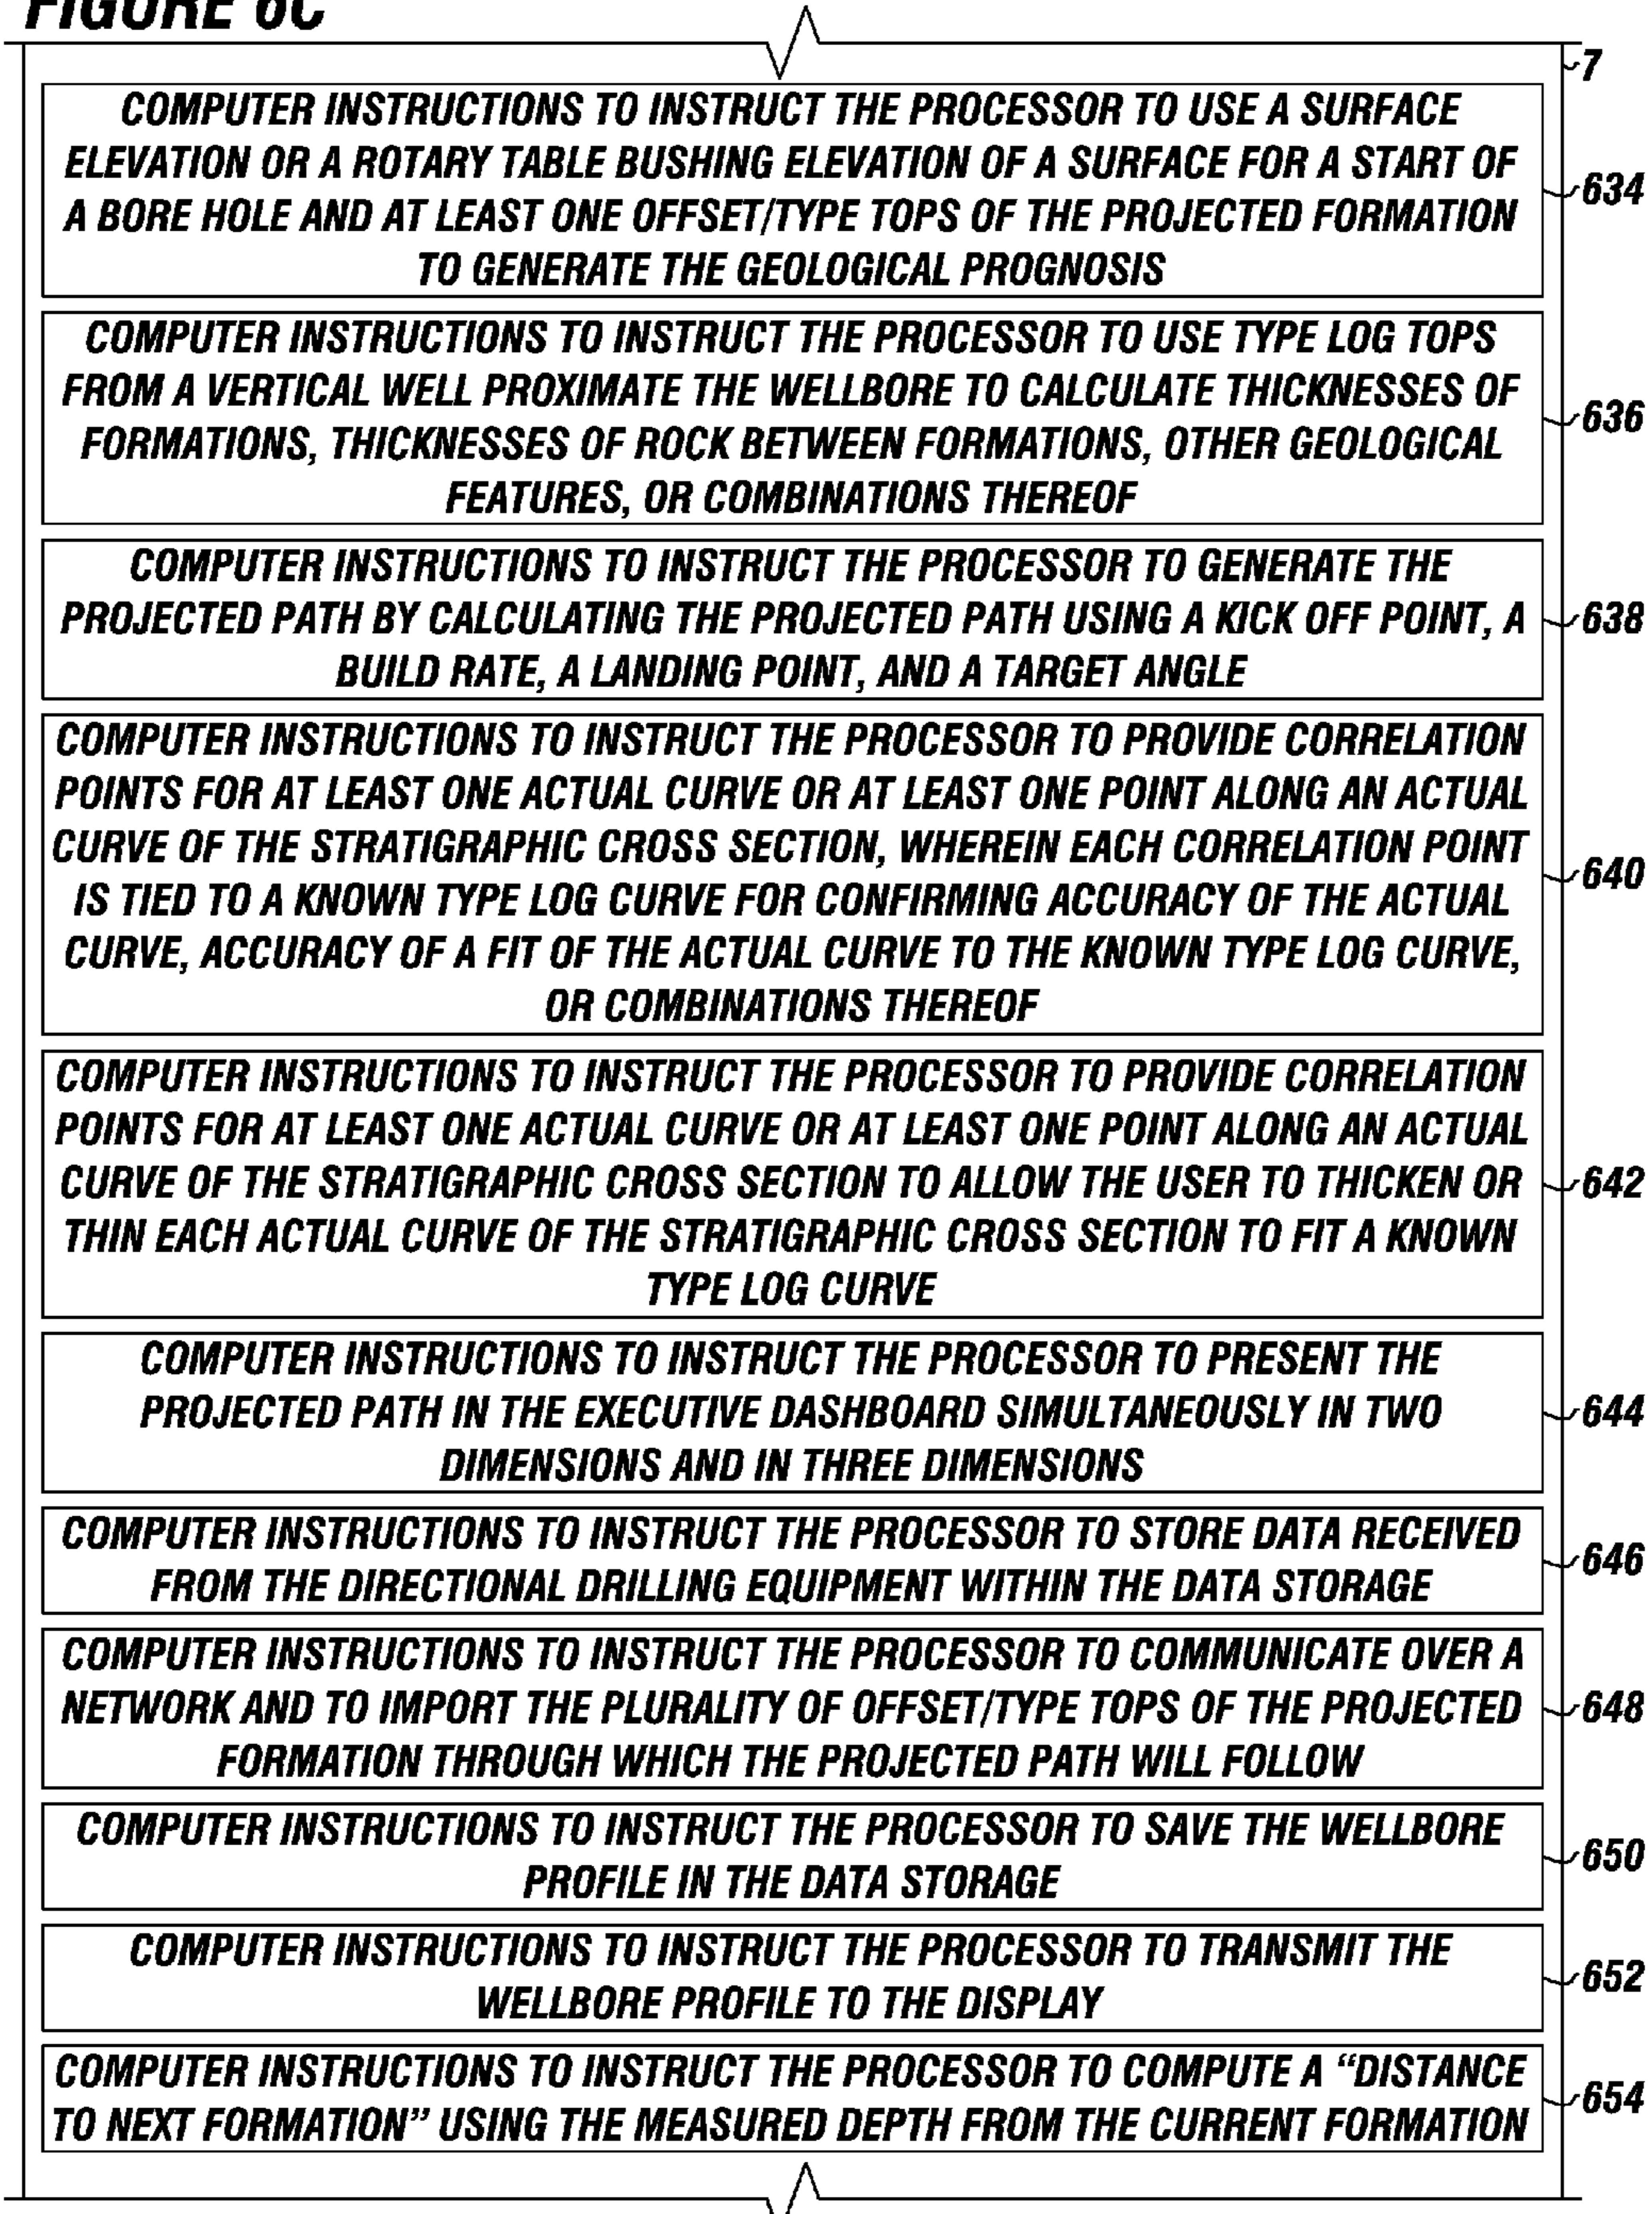 FIGURE 6C
7
COMPUTER INSTRUCTIONS TO INSTRUCT THE PROCESSOR TO USE A SURFACE
ELEVATION OR A ROTARY TABLE BUSHING ELEVATION OF A SURFACE FOR A START OF
A BORE HOLE AND AT LEAST ONE OFFSET/TYPE TOPS OF THE PROJECTED FORMATION
TO GENERATE THE GEOLOGICAL PROGNOSIS
634
COMPUTER INSTRUCTIONS TO INSTRUCT THE PROCESSOR TO USE TYPE LOG TOPS
FROM A VERTICAL WELL PROXIMATE THE WELLBORE TO CALCULATE THICKNESSES OF
FORMATIONS, THICKNESSES OF ROCK BETWEEN FORMATIONS, OTHER GEOLOGICAL
FEATURES, OR COMBINATIONS THEREOF
636
COMPUTER INSTRUCTIONS TO INSTRUCT THE PROCESSOR TO GENERATE THE
PROJECTED PATH BY CALCULATING THE PROJECTED PATH USING A KICK OFF POINT, A
BUILD RATE, A LANDING POINT, AND A TARGET ANGLE
638
COMPUTER INSTRUCTIONS TO INSTRUCT THE PROCESSOR TO PROVIDE CORRELATION
POINTS FOR AT LEAST ONE ACTUAL CURVE OR AT LEAST ONE POINT ALONG AN ACTUAL
CURVE OF THE STRATIGRAPHIC CROSS SECTION, WHEREIN EACH CORRELATION POINT
IS TIED TO A KNOWN TYPE LOG CURVE FOR CONFIRMING ACCURACY OF THE ACTUAL
CURVE, ACCURACY OF A FIT OF THE ACTUAL CURVE TO THE KNOWN TYPE LOG CURVE,
OR COMBINATIONS THEREOF
640
COMPUTER INSTRUCTIONS TO INSTRUCT THE PROCESSOR TO PROVIDE CORRELATION
POINTS FOR AT LEAST ONE ACTUAL CURVE OR AT LEAST ONE POINT ALONG AN ACTUAL
CURVE OF THE STRATIGRAPHIC CROSS SECTION TO ALLOW THE USER TO THICKEN OR
THIN EACH ACTUAL CURVE OF THE STRATIGRAPHIC CROSS SECTION TO FIT A KNOWN
TYPE LOG CURVE
642
COMPUTER INSTRUCTIONS TO INSTRUCT THE PROCESSOR TO PRESENT THE
PROJECTED PATH IN THE EXECUTIVE DASHBOARD SIMULTANEOUSLY IN TWO
DIMENSIONS AND IN THREE DIMENSIONS
644
COMPUTER INSTRUCTIONS TO INSTRUCT THE PROCESSOR TO STORE DATA RECEIVED
FROM THE DIRECTIONAL DRILLING EQUIPMENT WITHIN THE DATA STORAGE
646
COMPUTER INSTRUCTIONS TO INSTRUCT THE PROCESSOR TO COMMUNICATE OVER A
NETWORK AND TO IMPORT THE PLURALITY OF OFFSET/TYPE TOPS OF THE PROJECTED
FORMATION THROUGH WHICH THE PROJECTED PATH WILL FOLLOW
648
COMPUTER INSTRUCTIONS TO INSTRUCT THE PROCESSOR TO SAVE THE WELLBORE
PROFILE IN THE DATA STORAGE
650
COMPUTER INSTRUCTIONS TO INSTRUCT THE PROCESSOR TO TRANSMIT THE
WELLBORE PROFILE TO THE DISPLAY
652
COMPUTER INSTRUCTIONS TO INSTRUCT THE PROCESSOR TO COMPUTE A “DISTANCE
TO NEXT FORMATION” USING THE MEASURED DEPTH FROM THE CURRENT FORMATION
654